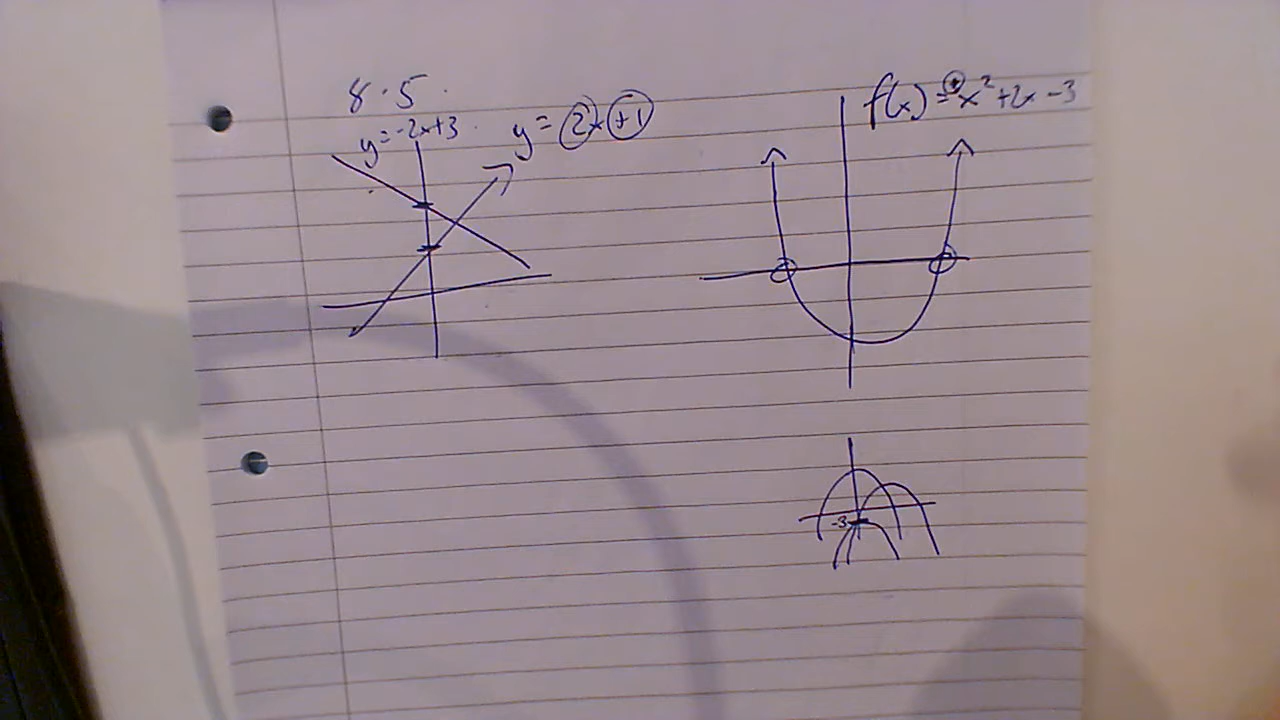 8.5
y=-2x+3
y=2x+1
f(x)=+x²+2x-3
-3